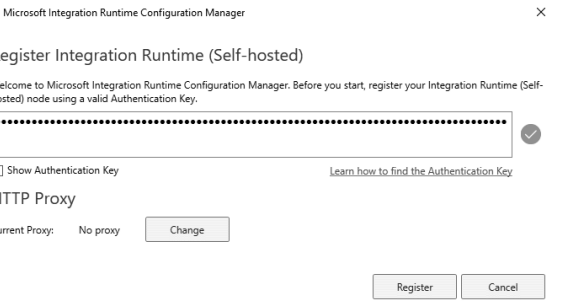 Microsoft Integration Runtime Configuration Manager
egister Integration Runtime (Self-hosted)
elcome to Microsoft Integration Runtime Configuration Manager. Before you start, register your Integration Runtime (Self-
osted) node using a valid Authentication Key.
Show Authentication Key
Learn how to find the Authentication Key
TTP Proxy
urrent Proxy: No proxy Change
Register Cancel